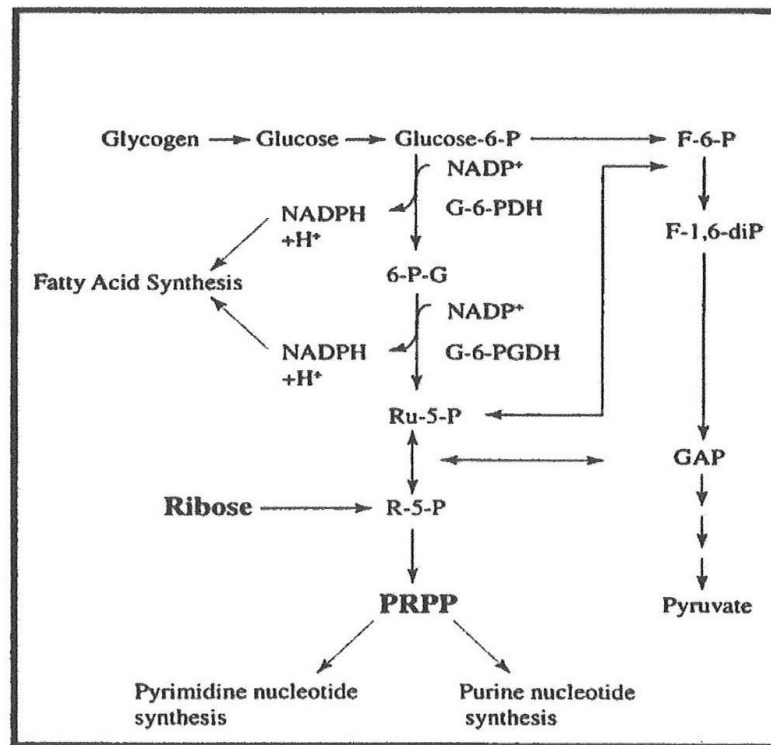 Glycogen → Glucose → Glucose-6-P → F-6-P
NADP⁺
NADPH
+H⁺
G-6-PDH
F-1,6-diP
Fatty Acid Synthesis
6-P-G
NADP⁺
NADPH
+H⁺
G-6-PGDH
Ru-5-P
GAP
Ribose → R-5-P
PRPP
Pyruvate
Pyrimidine nucleotide
synthesis
Purine nucleotide
synthesis